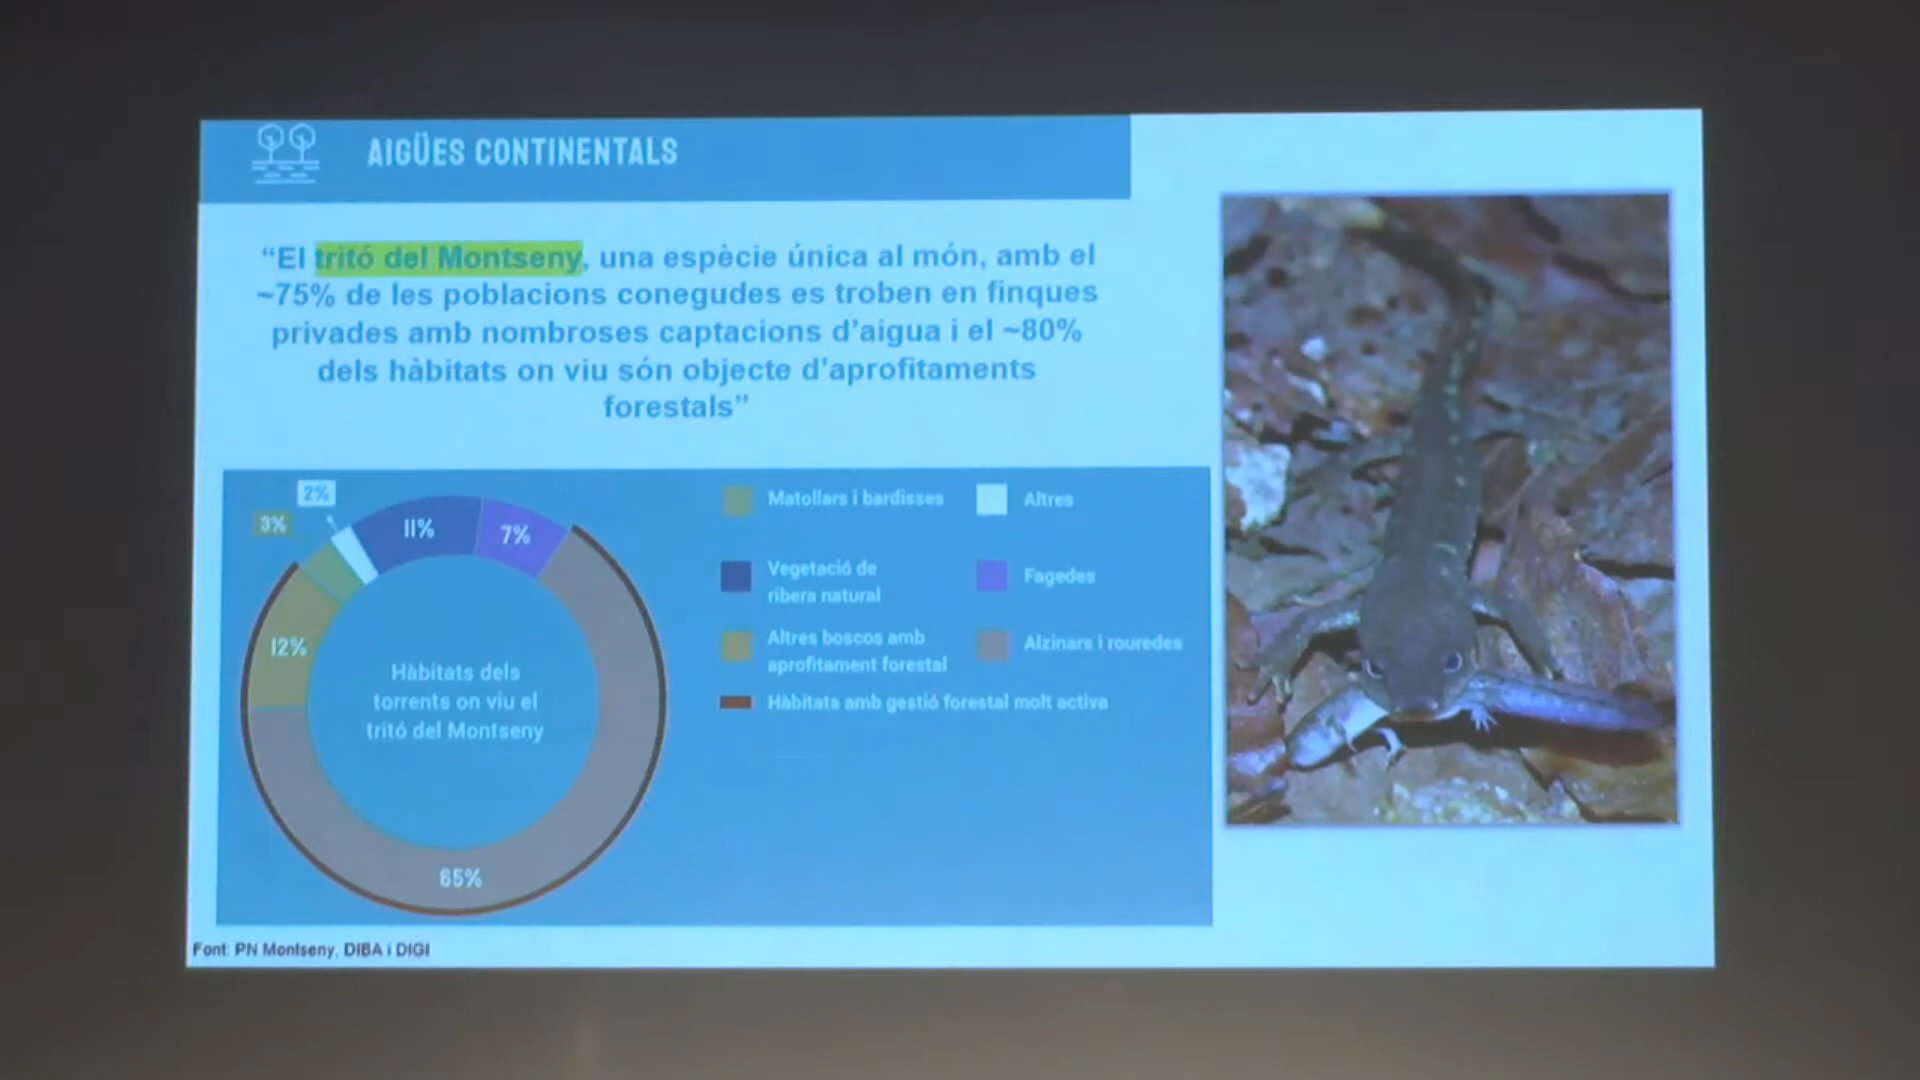 AIGÜES CONTINENTALS
“El tritó del Montseny, una espècie única al món, amb el
~75% de les poblacions conegudes es troben en finques
privades amb nombroses captacions d’aigua i el ~80%
dels hàbitats on viu són objecte d’aprofitaments
forestals”
2%
3%
11%
7%
12%
65%
Hàbitats dels
torrents on viu el
tritó del Montseny
Matollars i bardisses
Altres
Vegetació de
ribera natural
Fagedes
Altres boscos amb
aprofitament forestal
Alzinars i rouredes
Hàbitats amb gestió forestal molt activa
Font: PN Montseny, DIBA i DIGI